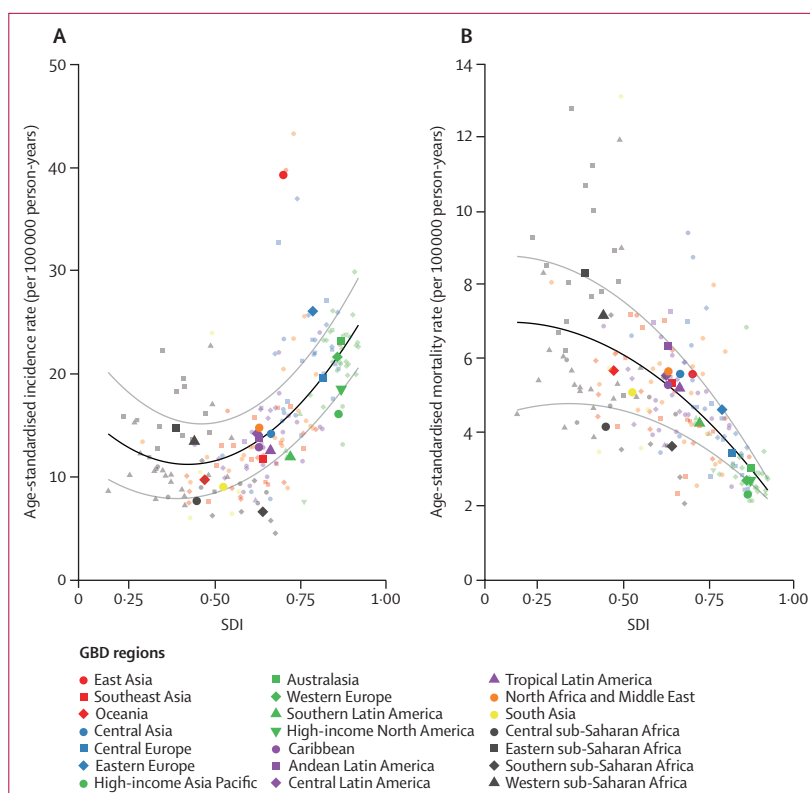 A
B
Age-standardised incidence rate (per 100 000 person-years)
50
40
30
20
10
0
0
0·25
0·50
0·75
1·00
SDI
Age-standardised mortality rate (per 100 000 person-years)
14
12
10
8
6
4
2
0
0
0·25
0·50
0·75
1·00
SDI
GBD regions
East Asia
Southeast Asia
Oceania
Central Asia
Central Europe
Eastern Europe
High-income Asia Pacific
Australasia
Western Europe
Southern Latin America
High-income North America
Caribbean
Andean Latin America
Central Latin America
Tropical Latin America
North Africa and Middle East
South Asia
Central sub-Saharan Africa
Eastern sub-Saharan Africa
Southern sub-Saharan Africa
Western sub-Saharan Africa